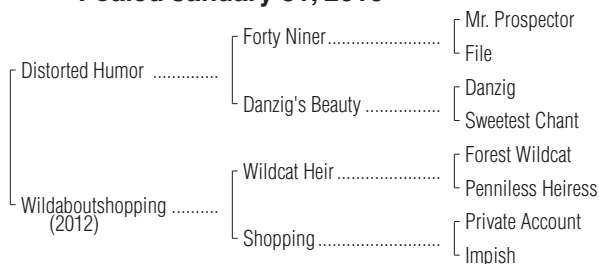 Foaled January 31,
Mr. Prospector
Forty Niner........................
File
Distorted Humor ..............
Danzig
Danzig's Beauty ................
Sweetest Chant
Forest Wildcat
Wildcat Heir......................
Penniless Heiress
Wildaboutshopping ..........
(2012)
Private Account
Shopping..........................
Impish